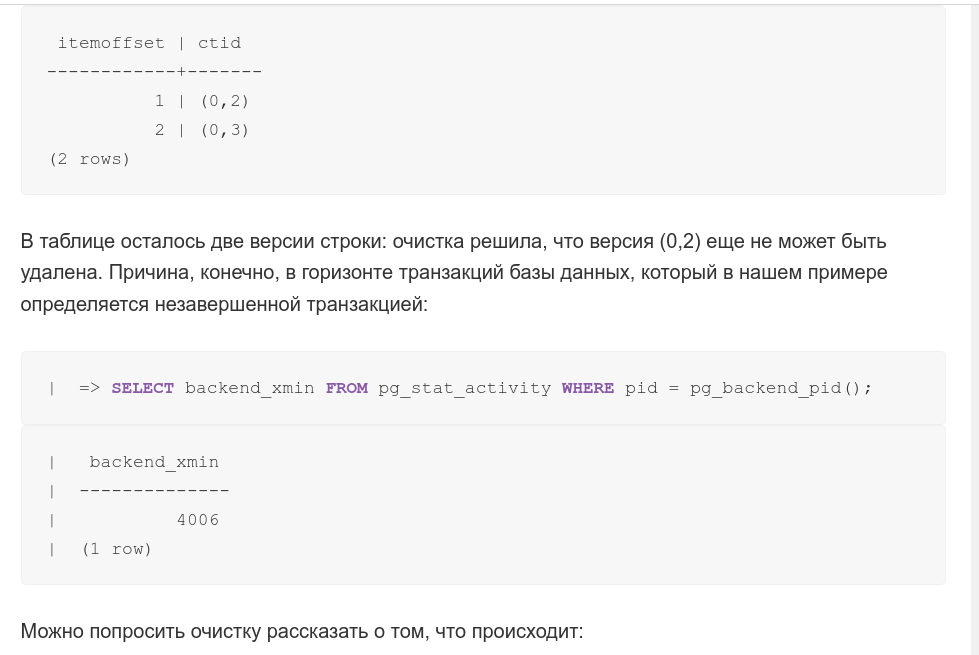 itemoffset | ctid
------------+-------
1 | (0,2)
2 | (0,3)
(2 rows)
В таблице осталось две версии строки: очистка решила, что версия (0,2) еще не может быть
удалена. Причина, конечно, в горизонте транзакций базы данных, который в нашем примере
определяется незавершенной транзакцией:
| => SELECT backend_xmin FROM pg_stat_activity WHERE pid = pg_backend_pid();
| backend_xmin
| --------------
| 4006
| (1 row)
Можно попросить очистку рассказать о том, что происходит: